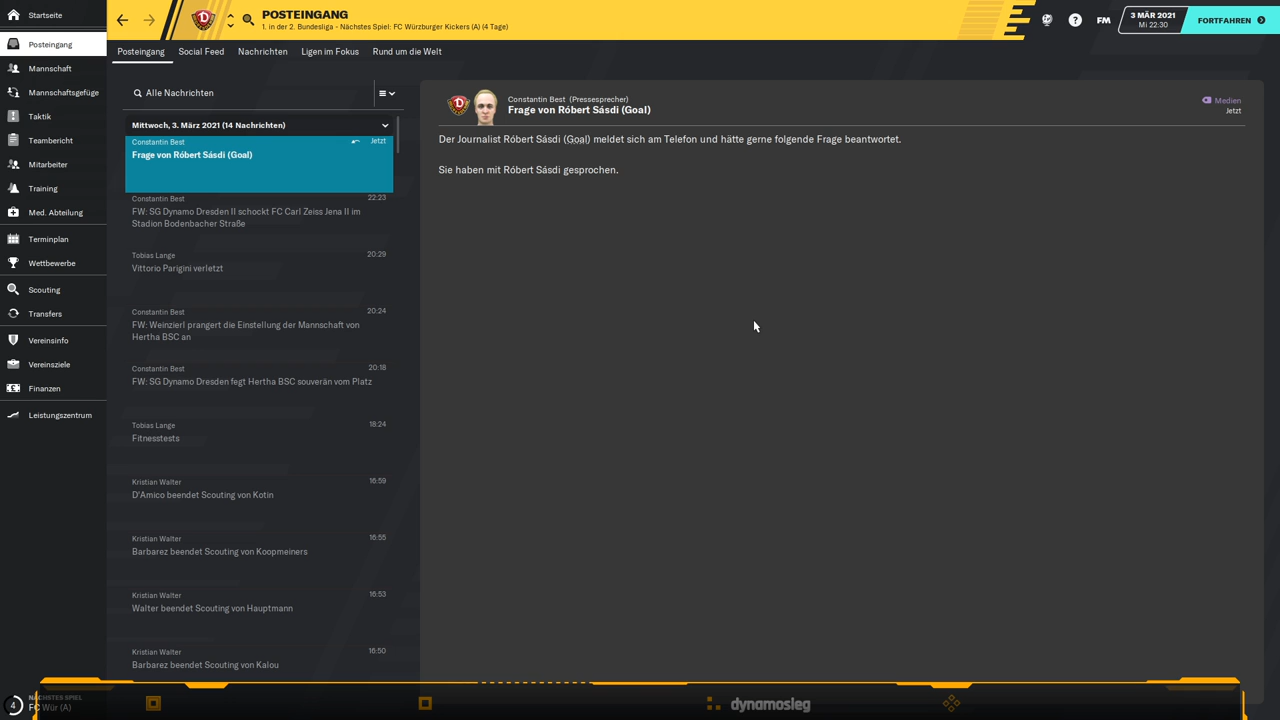 Startseite
Posteingang
Mannschaft
Mannschaftsgefüge
Taktik
Teambericht
Mitarbeiter
Training
Med. Abteilung
Terminplan
Wettbewerbe
Scouting
Transfers
Vereinsinfo
Vereinsziele
Finanzen
Leistungszentrum
POSTEINGANG
1. in der 2. Bundesliga - Nächstes Spiel: FC Würzburger Kickers (A) (4 Tage)
FM
3 MÄR 2021
Mi 22:30
FORTFAHREN
Posteingang Social Feed Nachrichten Ligen im Fokus Rund um die Welt
Alle Nachrichten
Mittwoch, 3. März 2021 (14 Nachrichten)
Constantin Best Jetzt
Frage von Róbert Sásdi (Goal)
Constantin Best 22:23
FW: SG Dynamo Dresden II schockt FC Carl Zeiss Jena II im
Stadion Bodenbacher Straße
Tobias Lange 20:29
Vittorio Parigini verletzt
Constantin Best 20:24
FW: Weinzierl prangert die Einstellung der Mannschaft von
Hertha BSC an
Constantin Best 20:18
FW: SG Dynamo Dresden fegt Hertha BSC souverän vom Platz
Tobias Lange 18:24
Fitnesstests
Kristian Walter 16:59
D'Amico beendet Scouting von Kotin
Kristian Walter 16:55
Barbarez beendet Scouting von Koopmeiners
Kristian Walter 16:53
Walter beendet Scouting von Hauptmann
Kristian Walter 16:50
Barbarez beendet Scouting von Kalou
Constantin Best (Pressesprecher)
Frage von Róbert Sásdi (Goal)
Medien
Jetzt
Der Journalist Róbert Sásdi (Goal) meldet sich am Telefon und hätte gerne folgende Frage beantwortet.
Sie haben mit Róbert Sásdi gesprochen.
4
NÄCHSTES SPIEL
FC Wür (A)
dynamosleg